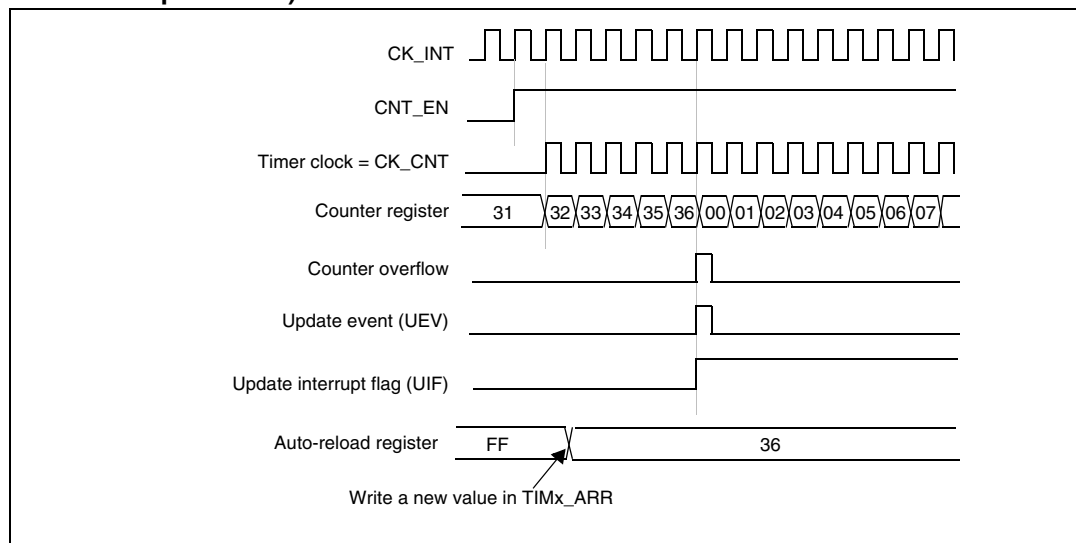 CK_INT
CNT_EN
Timer clock = CK_CNT
Counter register 31 32 33 34 35 36 00 01 02 03 04 05 06 07
Counter overflow
Update event (UEV)
Update interrupt flag (UIF)
Auto-reload register FF 36
Write a new value in TIMx_ARR